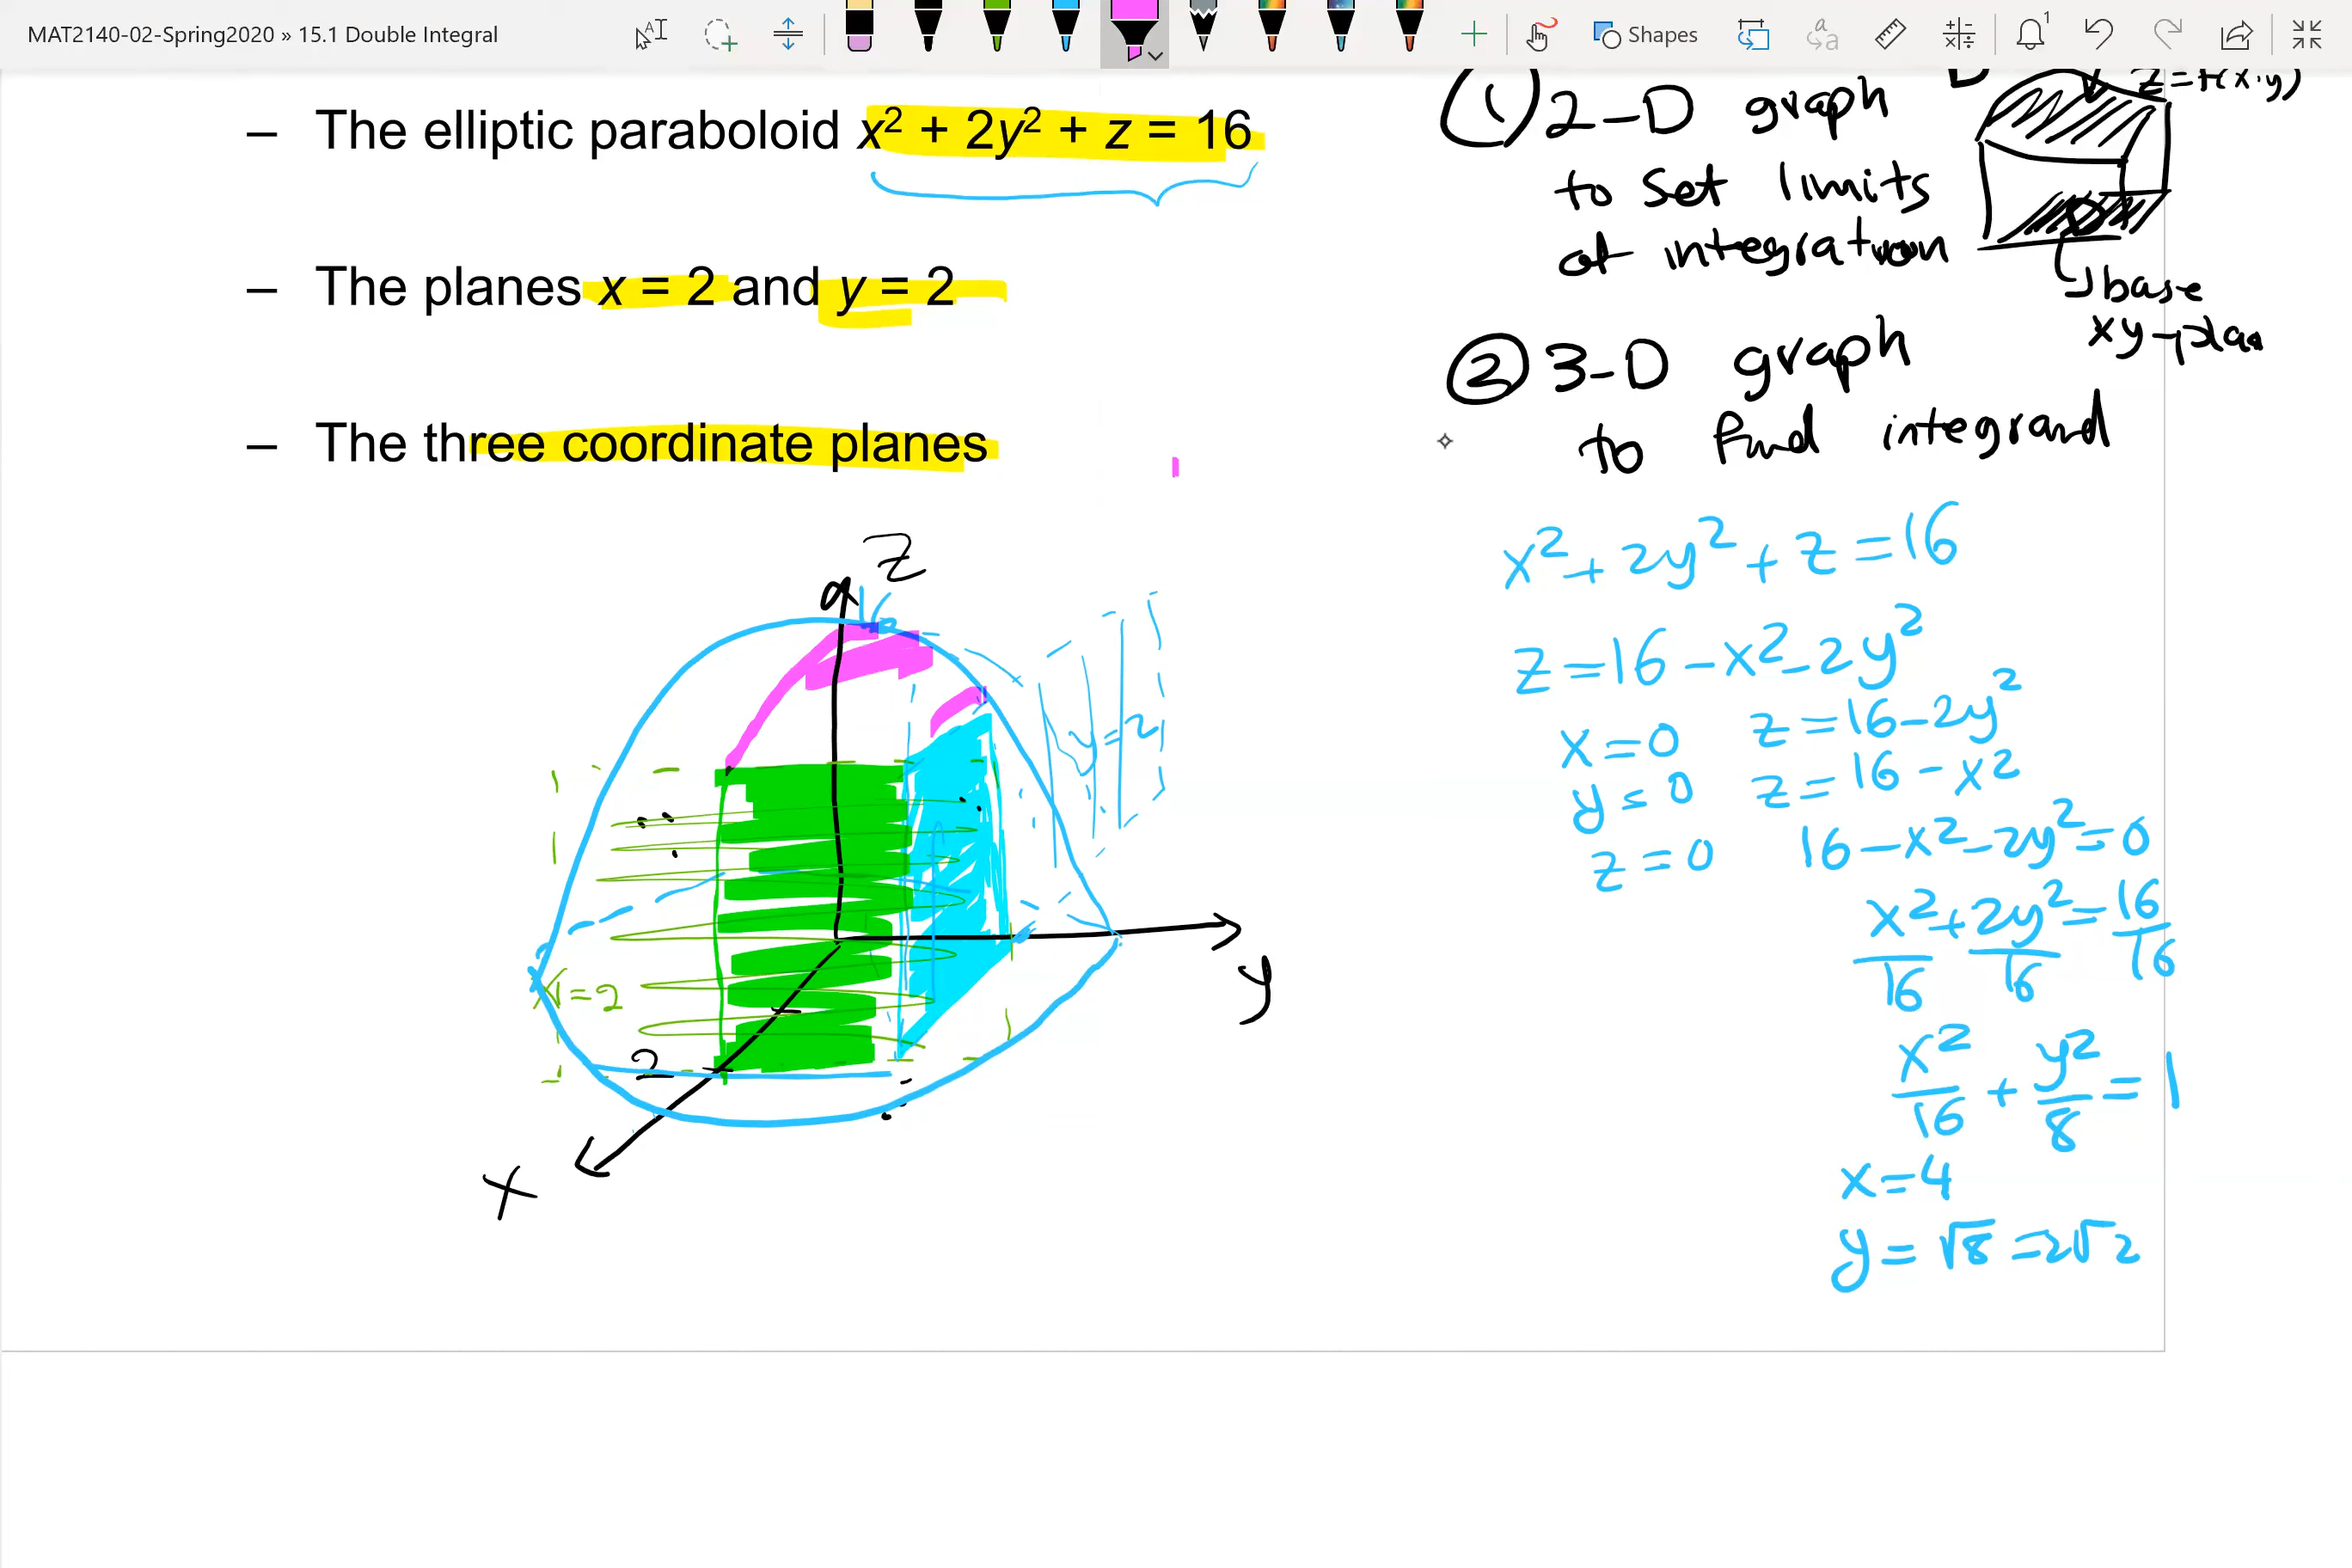 MAT2140-02-Spring2020 » 15.1 Double Integral
Shapes
1
– The elliptic paraboloid x² + 2y² + z = 16
– The planes x = 2 and y = 2
– The three coordinate planes
① 2-D graph
to set limits
of integration
z=f(x,y)
base
② 3-D graph
to find integrand
x²+2y²+z=16
z=16-x²-2y²
x=0 z=16-2y²
y=0 z=16-x²
z=0 16-x²-2y²=0
x²/16+2y²/16=16/16
x²/16+y²/8=1
x=4
y=√8=2√2
z
16
y=2
y
x=2
2
x